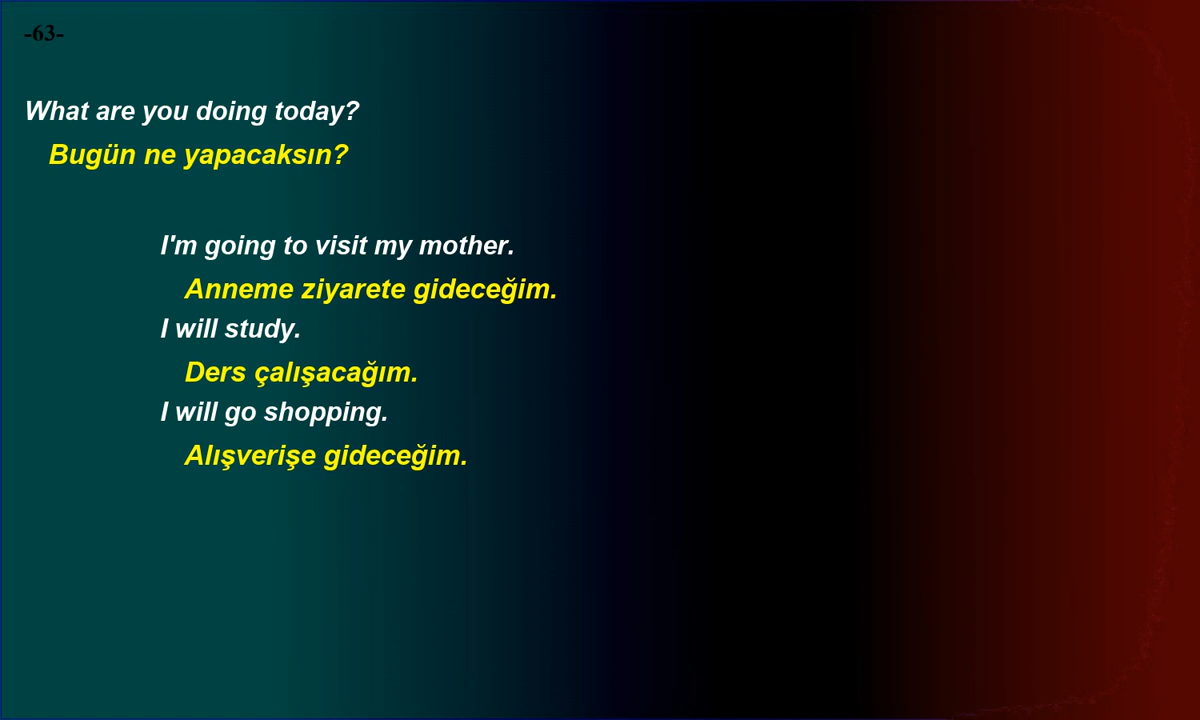 -63-
What are you doing today?
Bugün ne yapacaksın?
I'm going to visit my mother.
Anneme ziyarete gideceğim.
I will study.
Ders çalışacağım.
I will go shopping.
Alışverişe gideceğim.